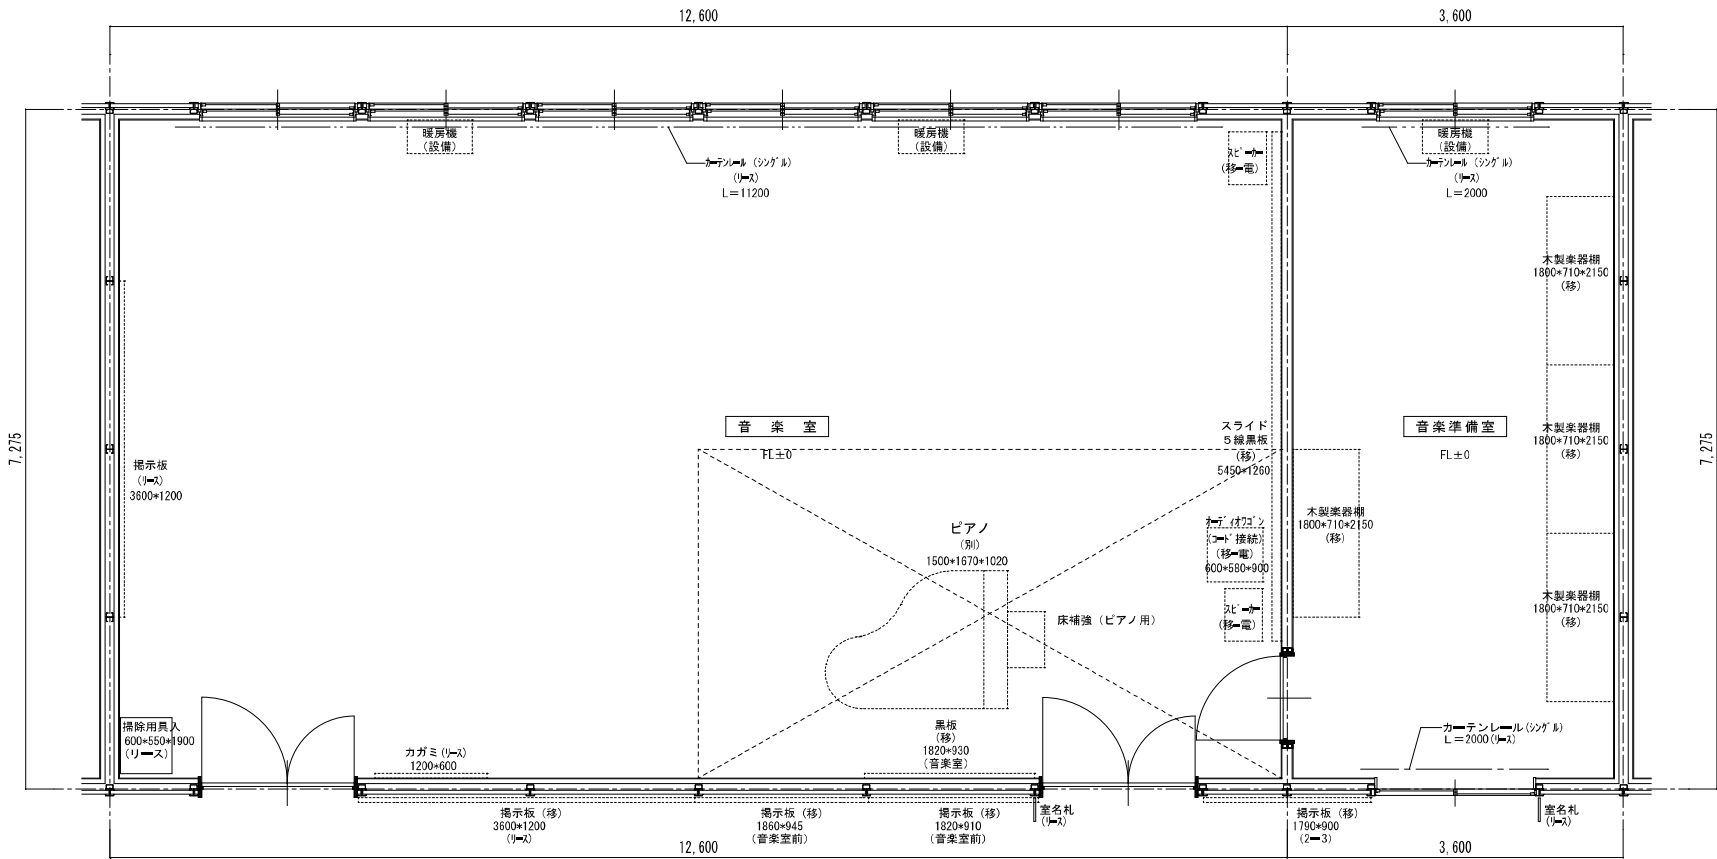 12,600
3,600
暖房機
(設備)
カーテンレール (シングル)
(リース)
L=11200
暖房機
(設備)
スピーカー
(移ー電)
暖房機
(設備)
カーテンレール (シングル)
(リース)
L=2000
木製楽器棚
1800*710*2150
(移)
7,275
掲示板
(リース)
3600*1200
音 楽 室
FL±0
スライド
5線黒板
(移)
5450*1260
音楽準備室
FL±0
木製楽器棚
1800*710*2150
(移)
7,275
ピアノ
(別)
1500*1670*1020
オーディオワゴン
(コード接続)
(移ー電)
600*580*900
木製楽器棚
1800*710*2150
(移)
床補強(ピアノ用)
スピーカー
(移ー電)
木製楽器棚
1800*710*2150
(移)
掃除用具入
600*550*1900
(リース)
カガミ(リース)
1200*600
黒板
(移)
1820*930
(音楽室)
カーテンレール(シングル)
L=2000(リース)
掲示板 (移)
3600*1200
(リース)
掲示板 (移)
1860*945
(音楽室前)
掲示板 (移)
1820*910
(音楽室前)
室名札
(リース)
掲示板 (移)
1790*900
(2ー3)
室名札
(リース)
12,600
3,600